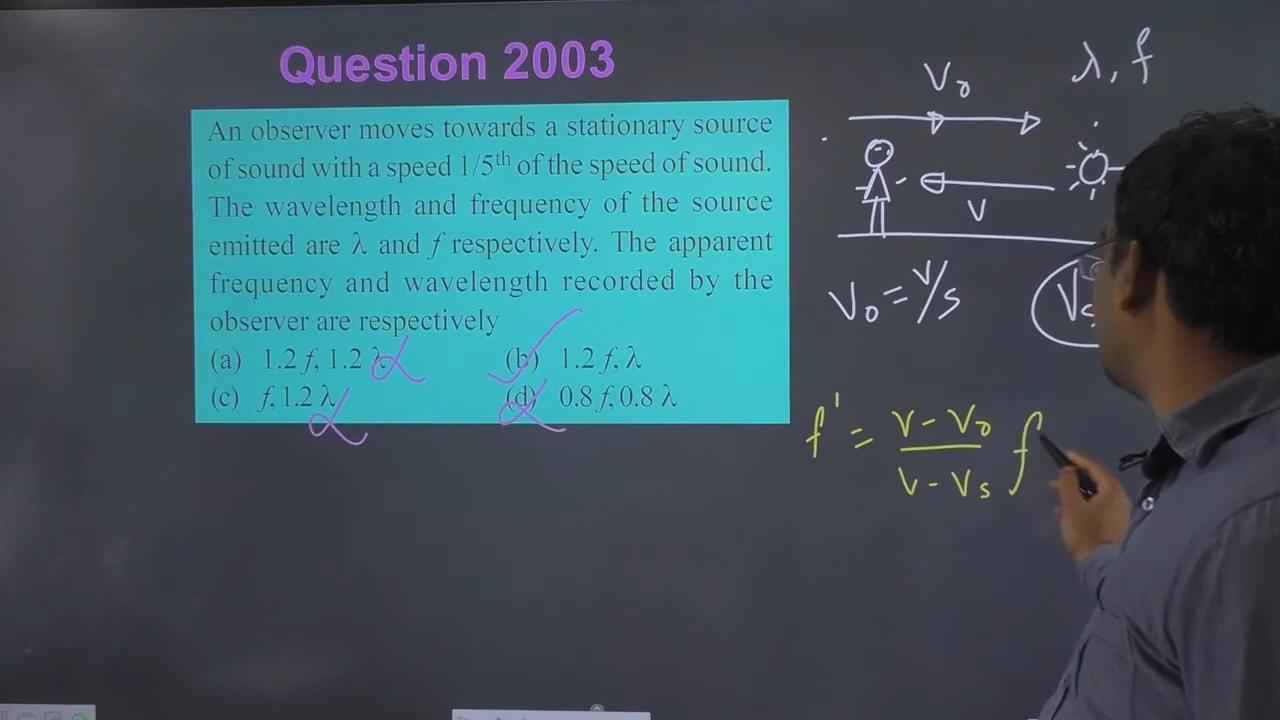 Question 2003
An observer moves towards a stationary source
of sound with a speed 1/5th of the speed of sound.
The wavelength and frequency of the source
emitted are λ and f respectively. The apparent
frequency and wavelength recorded by the
observer are respectively
(a) 1.2 f, 1.2 λ (b) 1.2 f, λ
(c) f, 1.2 λ (d) 0.8 f, 0.8 λ
λ, f
V₀
V
V₀ = V/5
Vs
f' = V - V₀ / V - Vs f